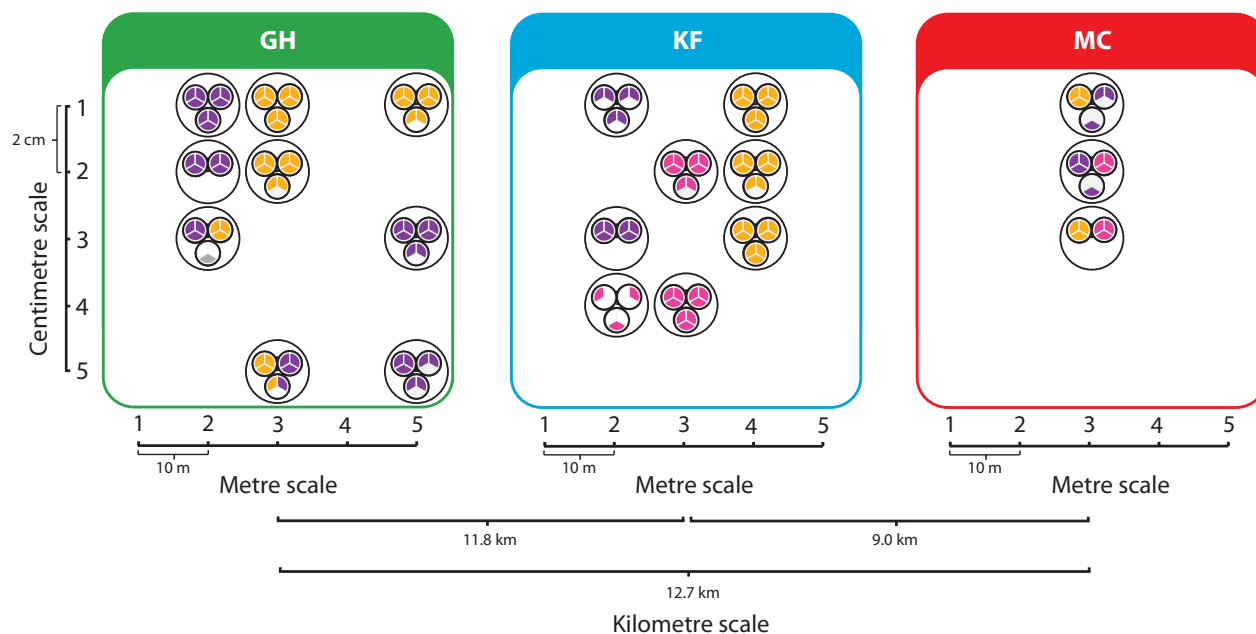 GH
KF
MC
Centimetre scale
2 cm
1
2
3
4
5
1 2 3 4 5
10 m
Metre scale
1 2 3 4 5
10 m
Metre scale
1 2 3 4 5
10 m
Metre scale
11.8 km
9.0 km
12.7 km
Kilometre scale